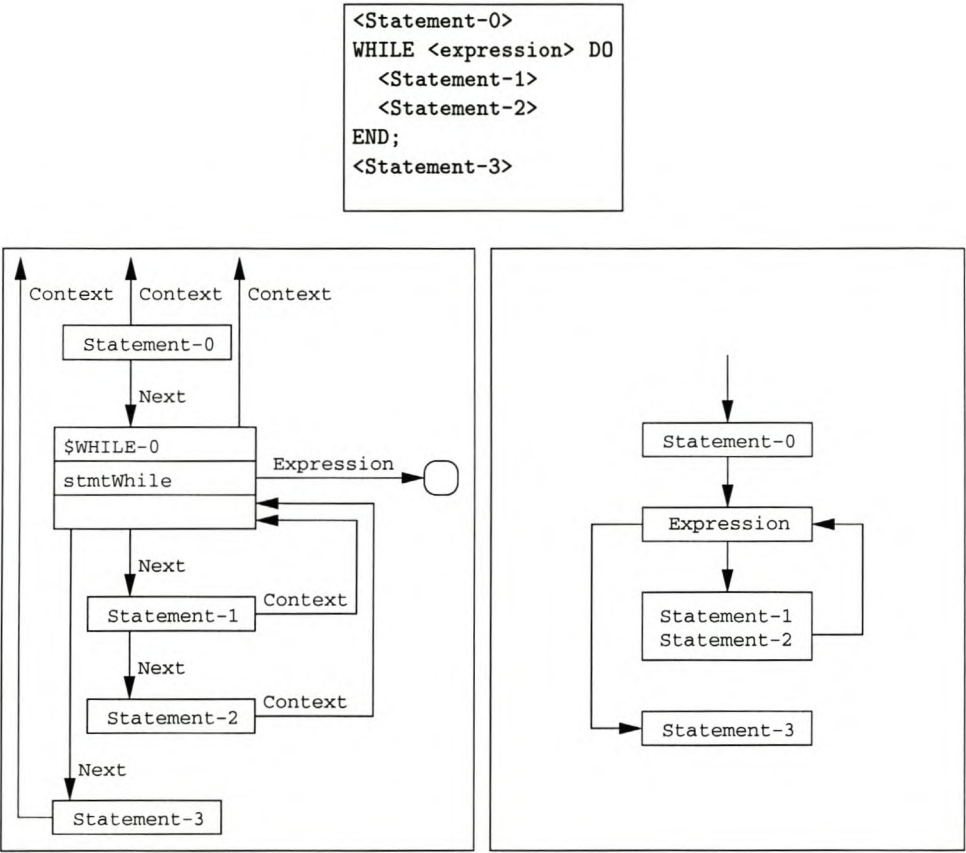 <Statement-0>
WHILE <expression> DO
<Statement-1>
<Statement-2>
END;
<Statement-3>
Context
Context
Context
Statement-0
Next
$WHILE-0
stmtWhile
Expression
Next
Statement-1
Context
Next
Statement-2
Context
Next
Statement-3
Statement-0
Expression
Statement-1
Statement-2
Statement-3